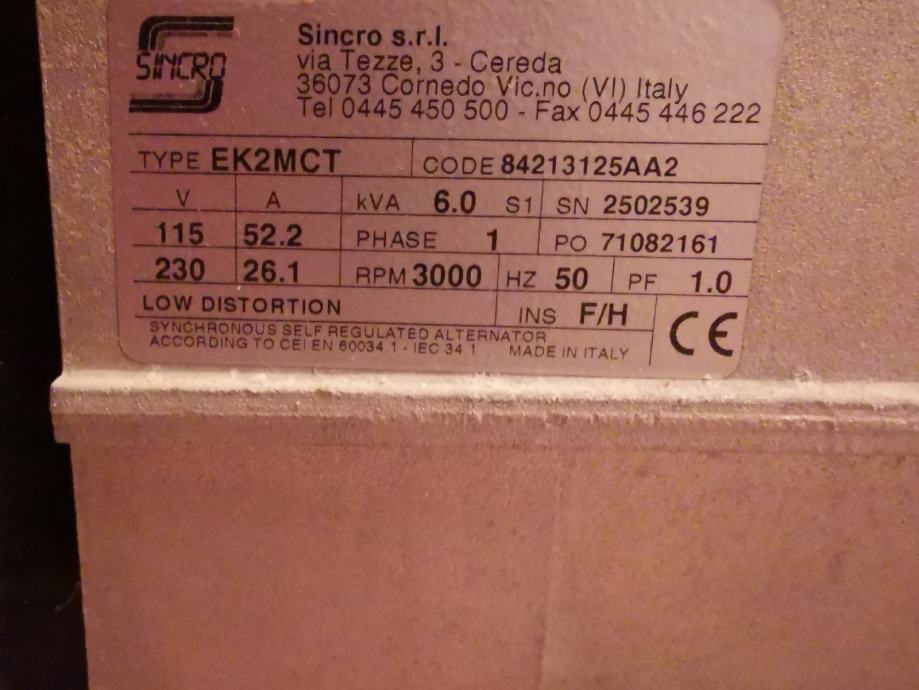 SINCRO
Sincro s.r.l.
via Tezze, 3 - Cereda
36073 Cornedo Vic.no (VI) Italy
Tel 0445 450 500 - Fax 0445 446 222
TYPE EK2MCT CODE 84213125AA2
V A kVA 6.0 S1 SN 2502539
115 52.2 PHASE 1 PO 71082161
230 26.1 RPM 3000 HZ 50 PF 1.0
LOW DISTORTION INS F/H CE
SYNCHRONOUS SELF REGULATED ALTERNATOR
ACCORDING TO CEI EN 60034.1 - IEC 34.1 MADE IN ITALY